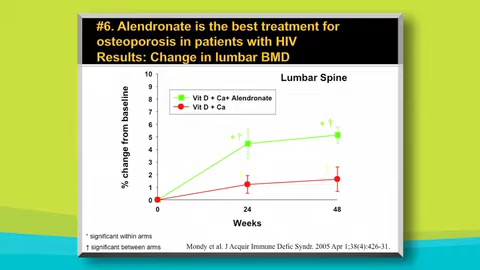 #6. Alendronate is the best treatment for
osteoporosis in patients with HIV
Results: Change in lumbar BMD
Lumbar Spine
Vit D + Ca+ Alendronate
Vit D + Ca
% change from baseline
10
9
8
7
6
5
4
3
2
1
0
* †
* †
0
24
48
Weeks
* significant within arms
† significant between arms
Mondy et al. J Acquir Immune Defic Syndr. 2005 Apr 1;38(4):426-31.